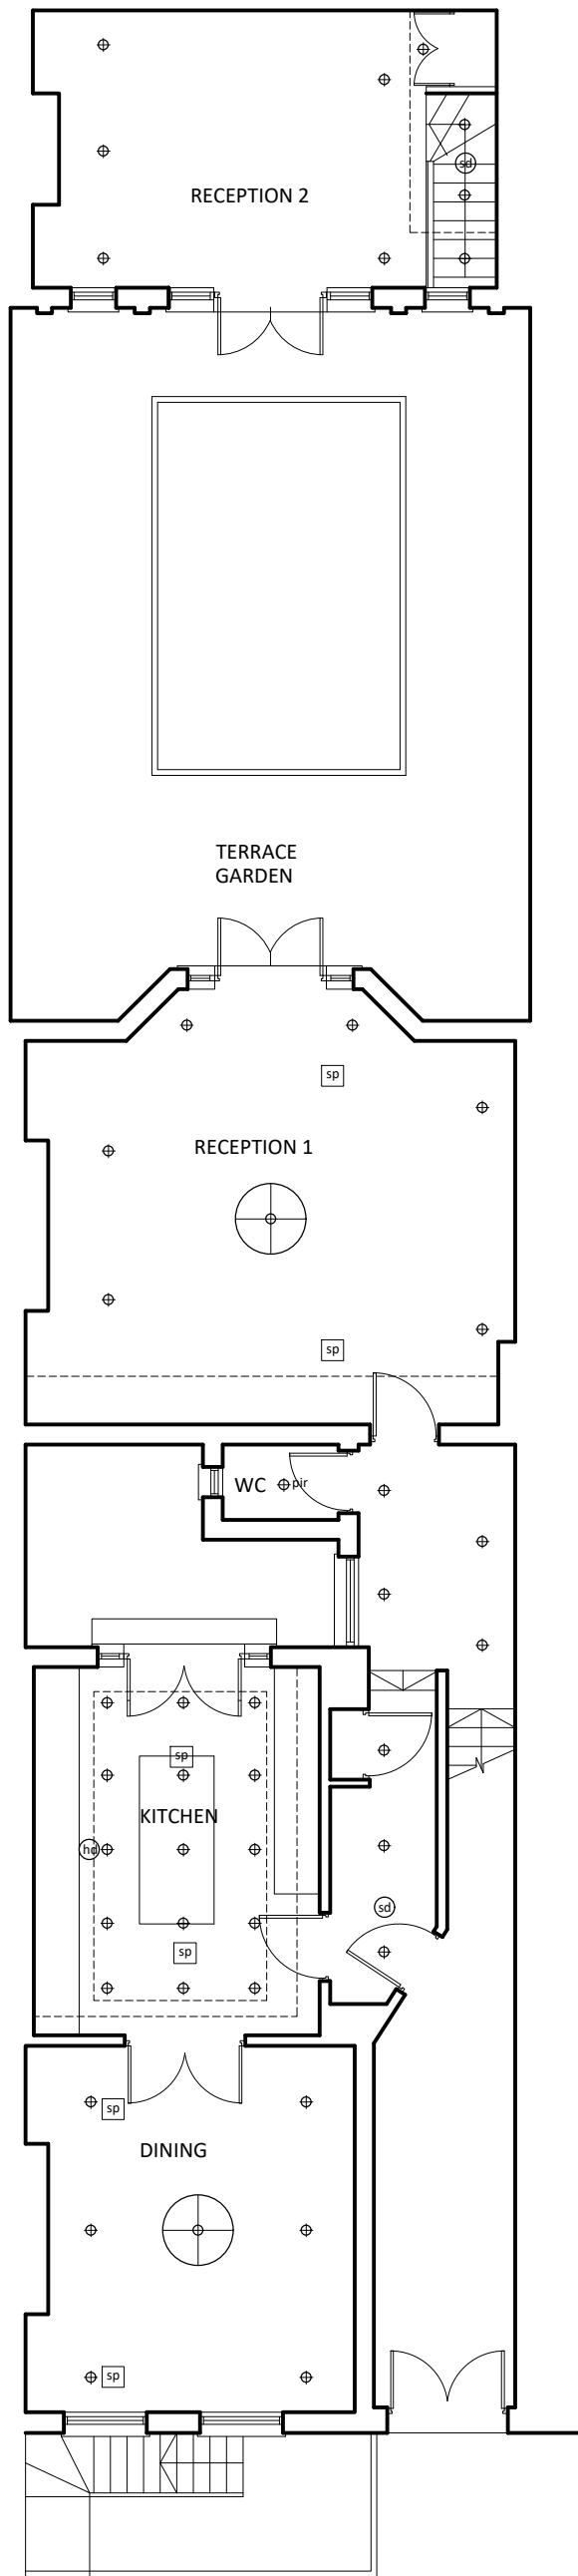 sd
RECEPTION 2
TERRACE
GARDEN
sp
RECEPTION 1
sp
WC
pir
sp
KITCHEN
hd
sd
sp
sp
DINING
sp